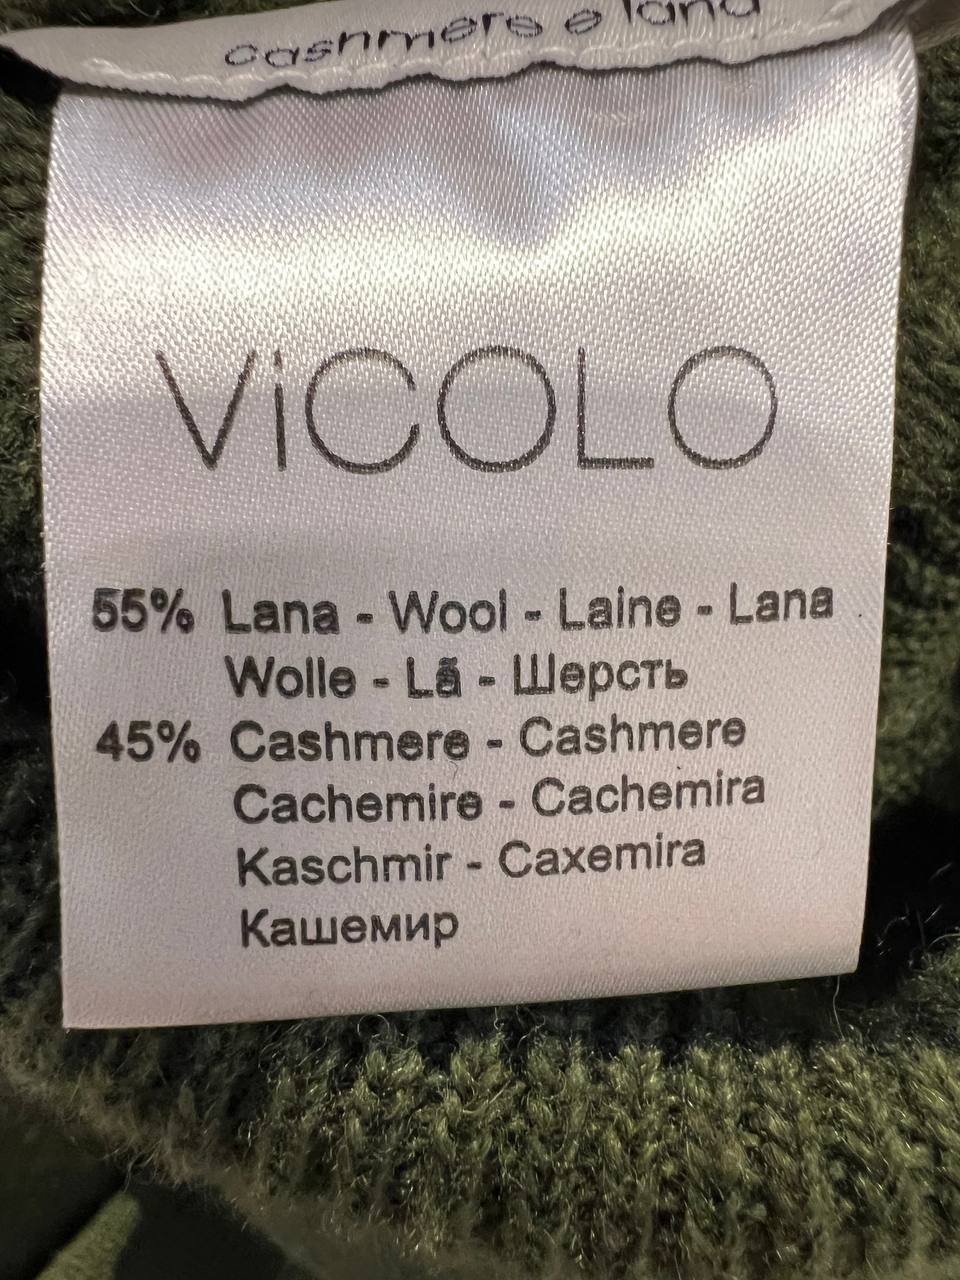 cashmere e lana
ViCOLO
55% Lana - Wool - Laine - Lana
Wolle - Lã - Шерсть
45% Cashmere - Cashmere
Cachemire - Cachemira
Kaschmir - Caxemira
Кашемир